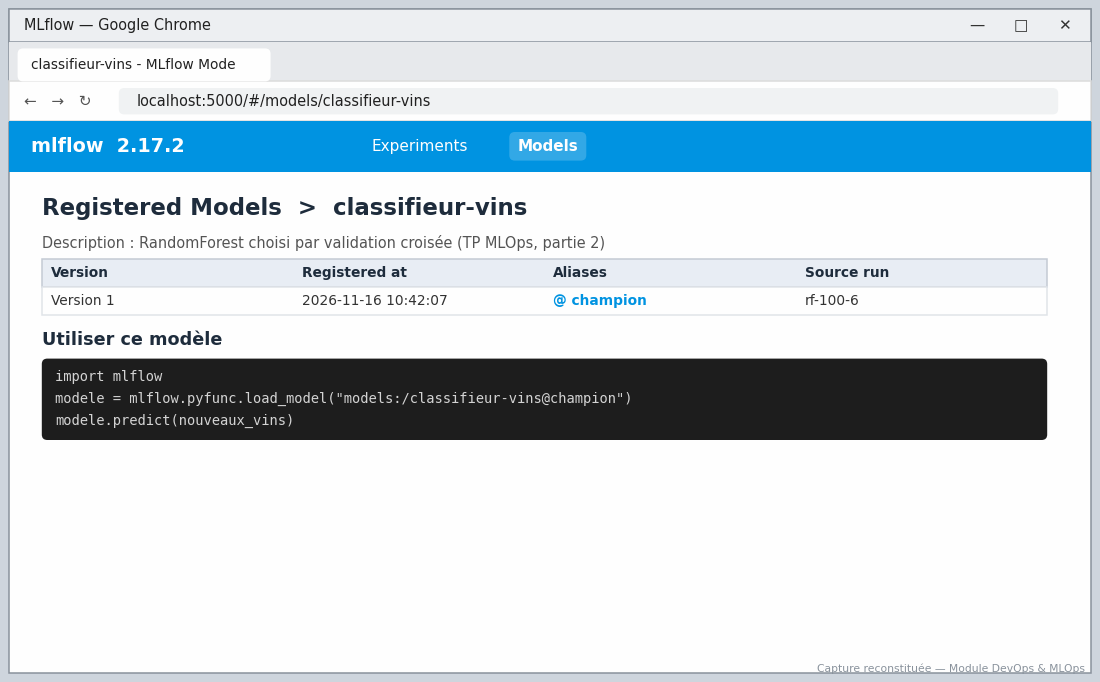 MLflow — Google Chrome
classifieur-vins - MLflow Mode
localhost:5000/#/models/classifieur-vins
mlflow 2.17.2 Experiments Models
Registered Models > classifieur-vins
Description : RandomForest choisi par validation croisée (TP MLOps, partie 2)
Version Registered at Aliases Source run
Version 1 2026-11-16 10:42:07 @ champion rf-100-6
Utiliser ce modèle
import mlflow
modele = mlflow.pyfunc.load_model("models:/classifieur-vins@champion")
modele.predict(nouveaux_vins)
Capture reconstituée — Module DevOps & MLOps